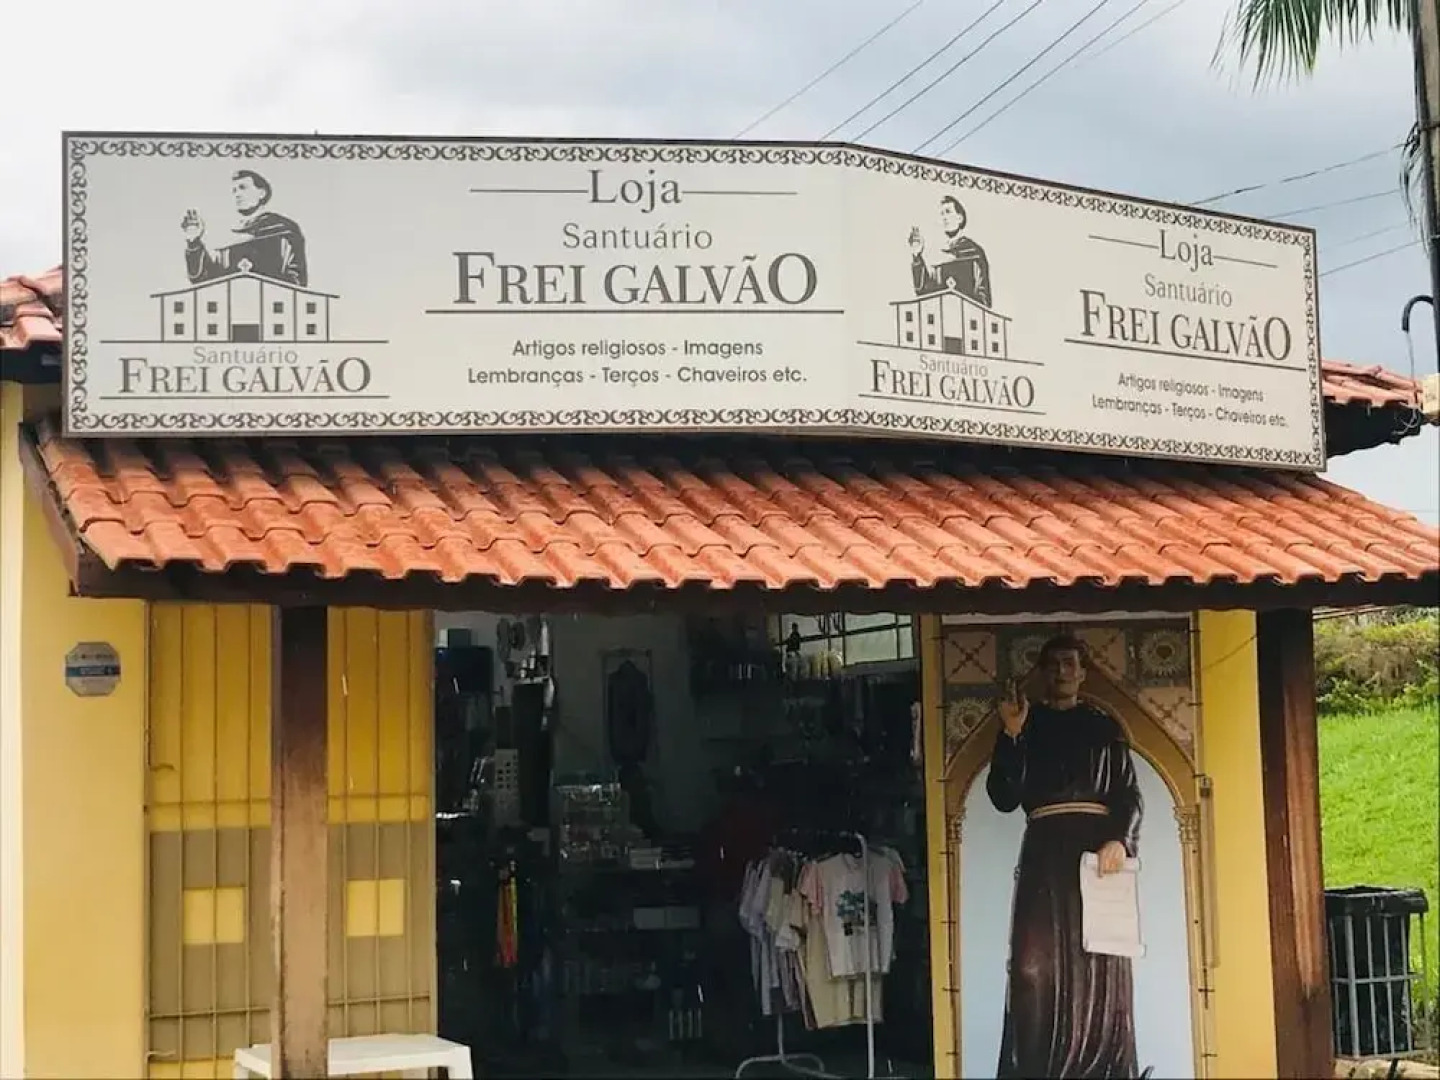 Santuário
FREI GALVÃO
Loja
Santuário
FREI GALVÃO
Artigos religiosos - Imagens
Lembranças - Terços - Chaveiros etc.
Santuário
FREI GALVÃO
Loja
Santuário
FREI GALVÃO
Artigos religiosos - Imagens
Lembranças - Terços - Chaveiros etc.